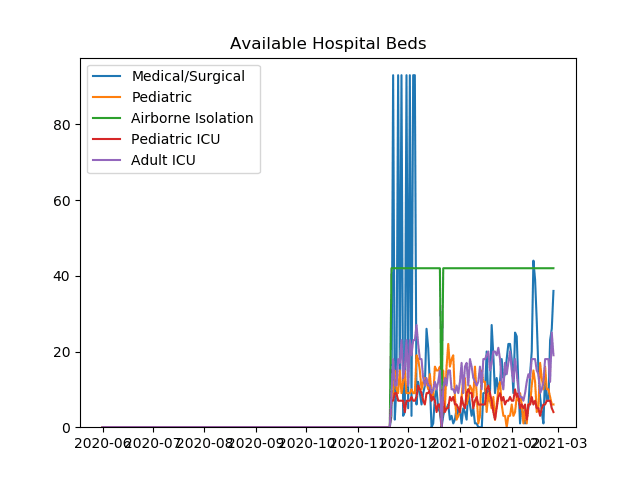 Available Hospital Beds
Medical/Surgical
Pediatric
Airborne Isolation
Pediatric ICU
Adult ICU
80
60
40
20
0
2020-06 2020-07 2020-08 2020-09 2020-10 2020-11 2020-12 2021-01 2021-02 2021-03